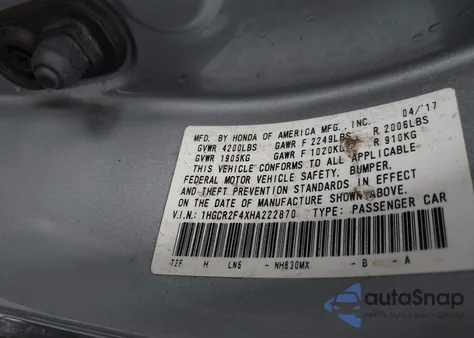 MFD. BY HONDA OF AMERICA MFG., INC. 04/17
GVWR 4200LBS GAWR F 2249LBS R 2006LBS
GVWR 1905KG GAWR F 1020KG R 910KG
THIS VEHICLE CONFORMS TO ALL APPLICABLE
FEDERAL MOTOR VEHICLE SAFETY, BUMPER,
AND THEFT PREVENTION STANDARDS IN EFFECT
ON THE DATE OF MANUFACTURE SHOWN ABOVE.
V.I.N.: 1HGCR2F4XHA222870 TYPE: PASSENGER CAR
T2F H LN5 - NH830MX - B - A
autoSnap